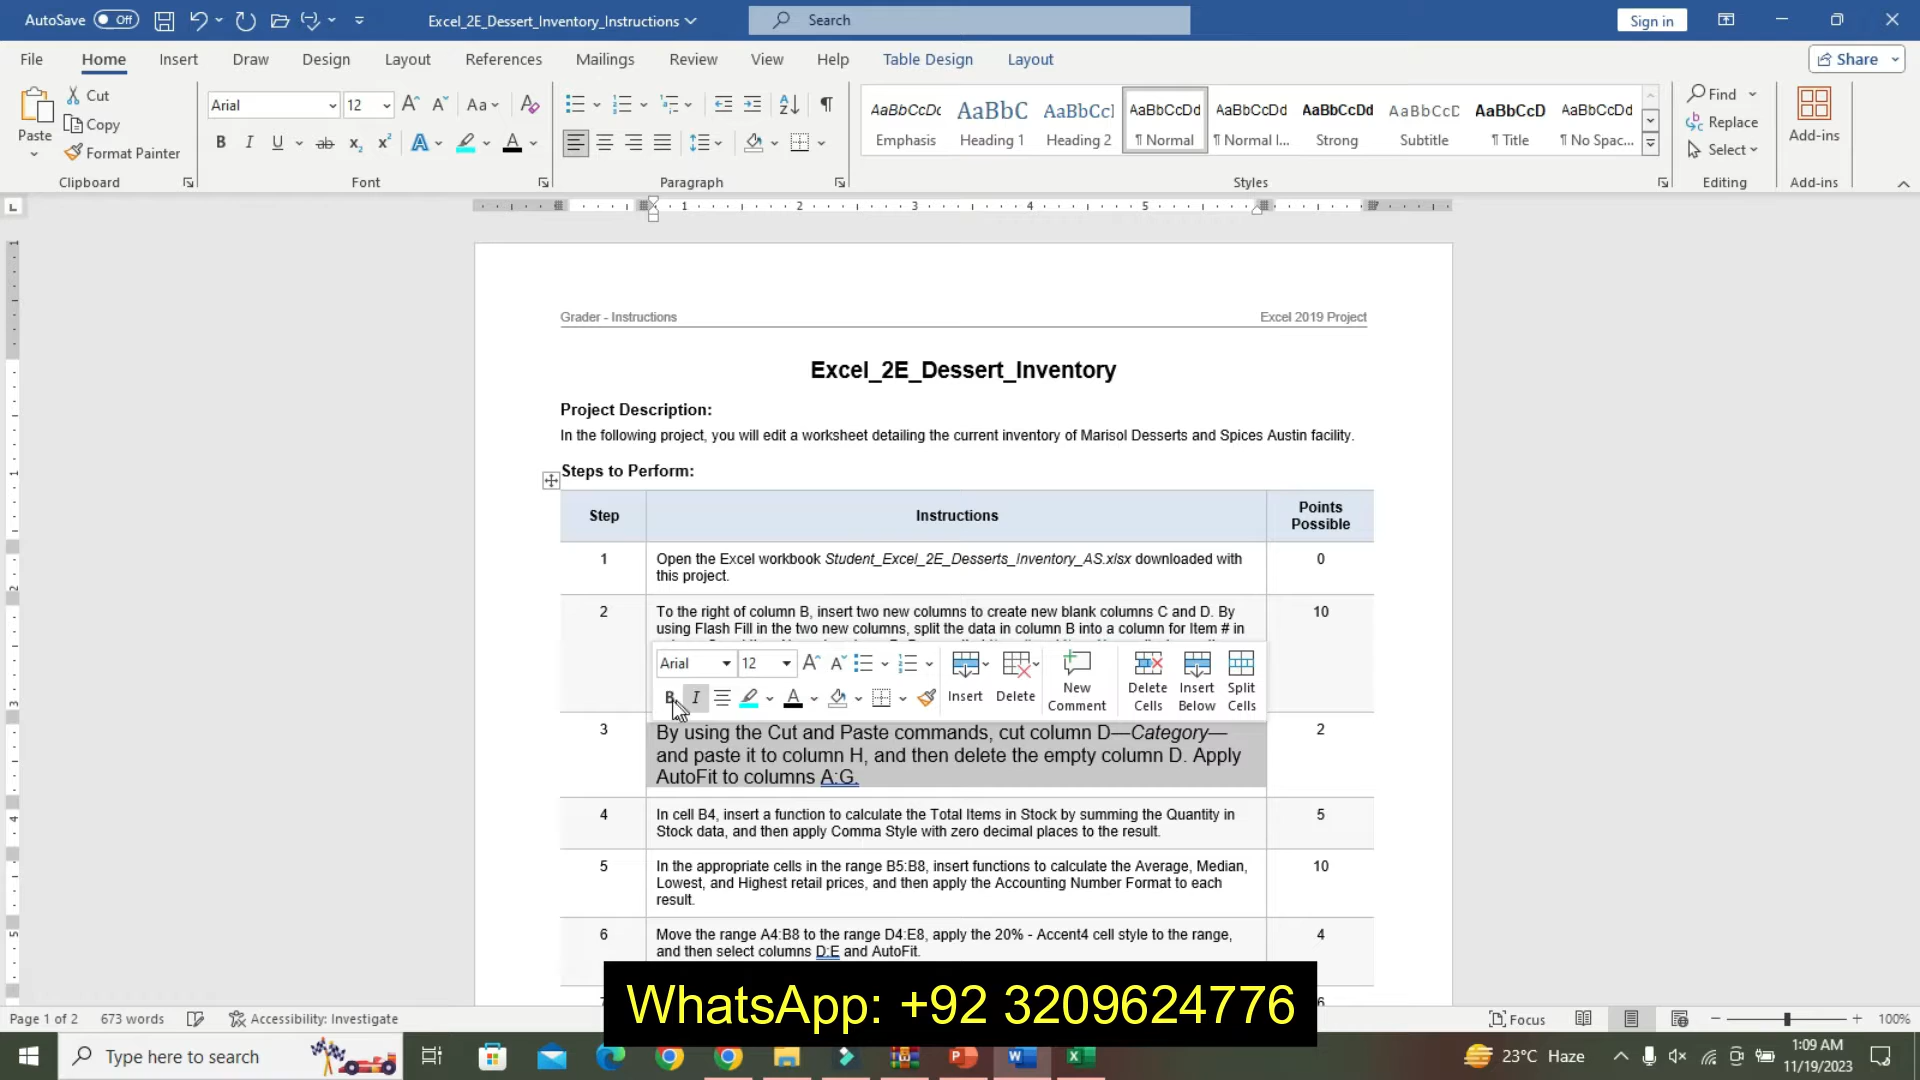 AutoSave Off Excel_2E_Dessert_Inventory_Instructions Search Sign in
File Home Insert Draw Design Layout References Mailings Review View Help Table Design Layout Share
Paste Cut Copy Format Painter Clipboard
Arial 12 Aa
B I U ab x₂ x² A A
Font
Paragraph
AaBbCcDc AaBbC AaBbCcI AaBbCcDd AaBbCcDd AaBbCcDd AaBbCcD AaBbCcD AaBbCcDd
Emphasis Heading 1 Heading 2 ¶ Normal ¶ Normal I... Strong Subtitle ¶ Title ¶ No Spac...
Styles
Find Replace Select Editing
Add-ins
Add-ins
Grader - Instructions Excel 2019 Project
Excel_2E_Dessert_Inventory
Project Description:
In the following project, you will edit a worksheet detailing the current inventory of Marisol Desserts and Spices Austin facility.
Steps to Perform:
Step Instructions Points Possible
1 Open the Excel workbook Student_Excel_2E_Desserts_Inventory_AS.xlsx downloaded with 0
this project.
2 To the right of column B, insert two new columns to create new blank columns C and D. By 10
using Flash Fill in the two new columns, split the data in column B into a column for Item # in
Arial 12 Insert Delete New Comment Delete Cells Insert Below Split Cells
B I
3 By using the Cut and Paste commands, cut column D—Category— 2
and paste it to column H, and then delete the empty column D. Apply
AutoFit to columns A:G.
4 In cell B4, insert a function to calculate the Total Items in Stock by summing the Quantity in 5
Stock data, and then apply Comma Style with zero decimal places to the result.
5 In the appropriate cells in the range B5:B8, insert functions to calculate the Average, Median, 10
Lowest, and Highest retail prices, and then apply the Accounting Number Format to each
result.
6 Move the range A4:B8 to the range D4:E8, apply the 20% - Accent4 cell style to the range, 4
and then select columns D:E and AutoFit.
WhatsApp: +92 3209624776
Page 1 of 2 673 words Accessibility: Investigate Focus 100%
Type here to search 23°C Haze 1:09 AM
11/19/2023